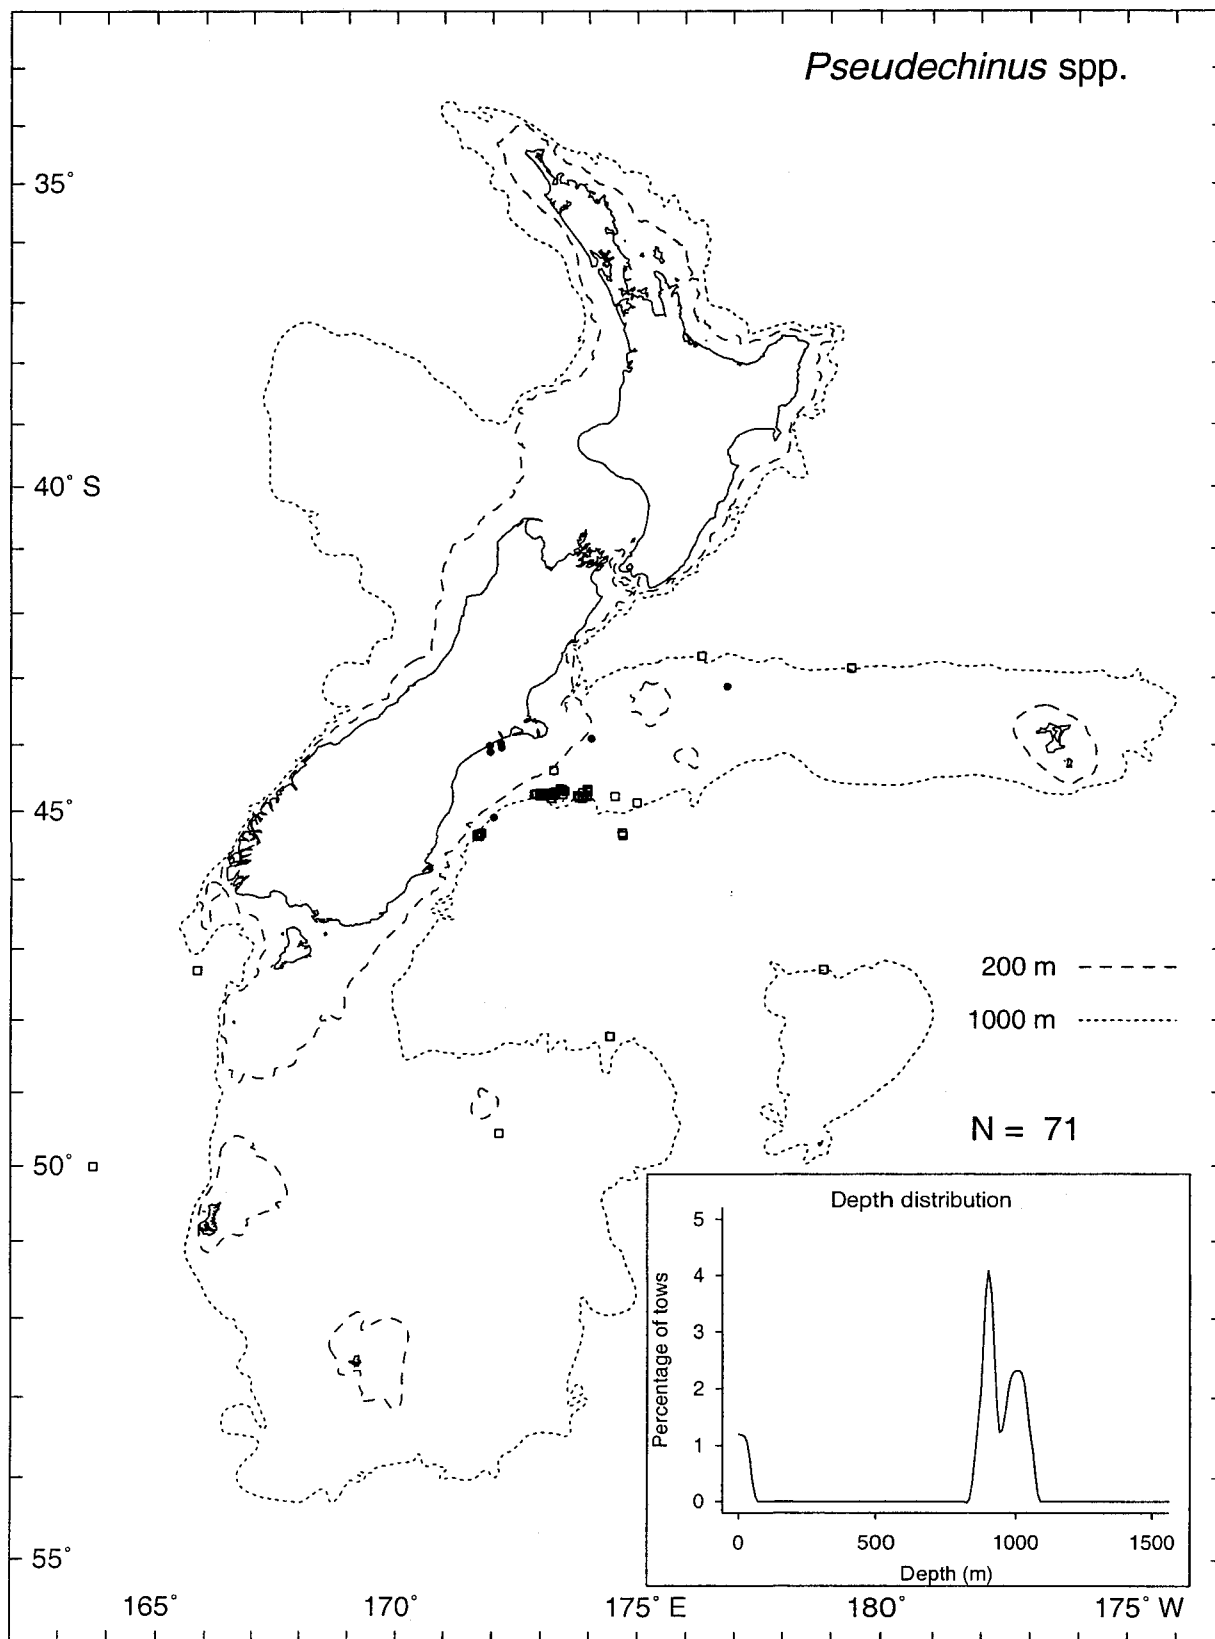 Pseudechinus spp.
35°
40° S
45°
200 m
1000 m
N = 71
50°
Depth distribution
Percentage of tows
5
4
3
2
1
0
0 500 1000 1500
Depth (m)
55°
165° 170° 175° E 180° 175° W